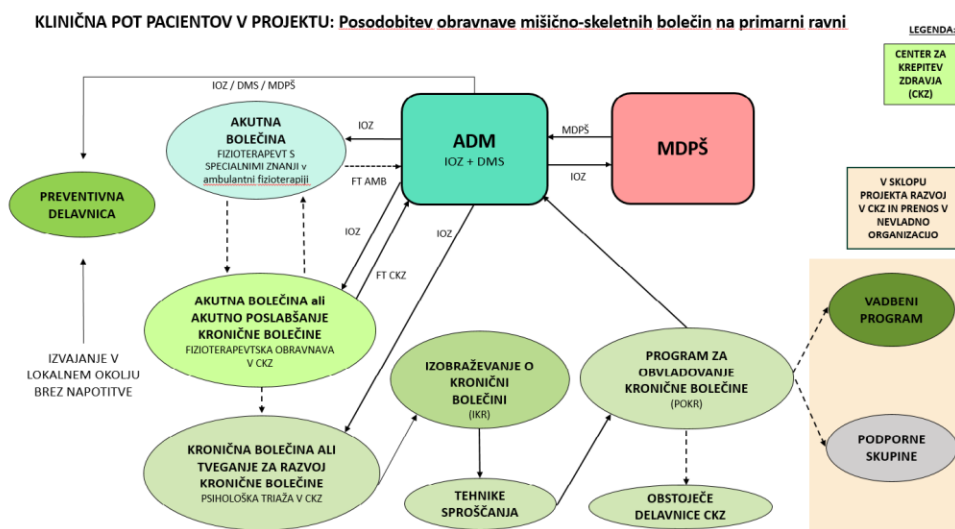 KLINIČNA POT PACIENTOV V PROJEKTU: Posodobitev obravnave mišično-skeletnih bolečin na primarni ravni
LEGENDA:
CENTER ZA
KREPITEV
ZDRAVJA
(CKZ)
IOZ / DMS / MDPŠ
AKUTNA
BOLEČINA
FIZIOTERAPEVT S
SPECIALNIMI ZNANJI v
ambulantni fizioterapiji
IOZ
FT AMB
ADM
IOZ + DMS
MDPŠ
IOZ
MDPŠ
PREVENTIVNA
DELAVNICA
V SKLOPU
PROJEKTA RAZVOJ
V CKZ IN PRENOS V
NEVLADNO
ORGANIZACIJO
IOZ
IOZ
FT CKZ
AKUTNA BOLEČINA ali
AKUTNO POSLABŠANJE
KRONIČNE BOLEČINE
FIZIOTERAPEVTSKA OBRAVNAVA
V CKZ
IZVAJANJE V
LOKALNEM OKOLJU
BREZ NAPOTITVE
IZOBRAŽEVANJE O
KRONIČNI
BOLEČINI
(IKR)
PROGRAM ZA
OBVLADOVANJE
KRONIČNE BOLEČINE
(POKR)
VADBENI
PROGRAM
KRONIČNA BOLEČINA ALI
TVEGANJE ZA RAZVOJ
KRONIČNE BOLEČINE
PSIHOLOŠKA TRIAŽA V CKZ
TEHNIKE
SPROŠČANJA
OBSTOJEČE
DELAVNICE CKZ
PODPORNE
SKUPINE